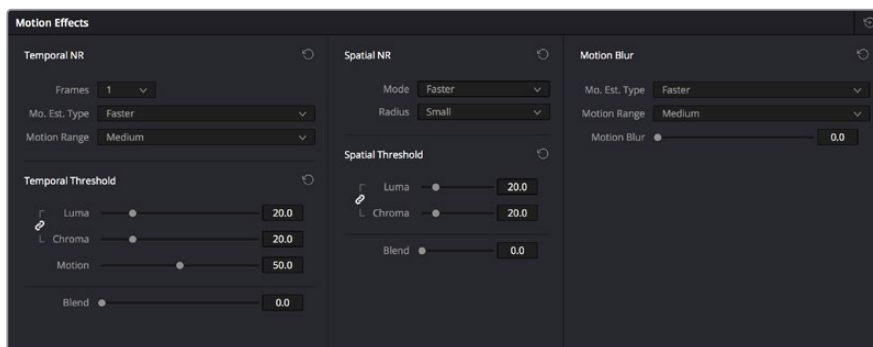 Motion Effects
Temporal NR
Frames 1
Mo. Est. Type Faster
Motion Range Medium
Temporal Threshold
Luma 20.0
Chroma 20.0
Motion 50.0
Blend 0.0
Spatial NR
Mode Faster
Radius Small
Spatial Threshold
Luma 20.0
Chroma 20.0
Blend 0.0
Motion Blur
Mo. Est. Type Faster
Motion Range Medium
Motion Blur 0.0